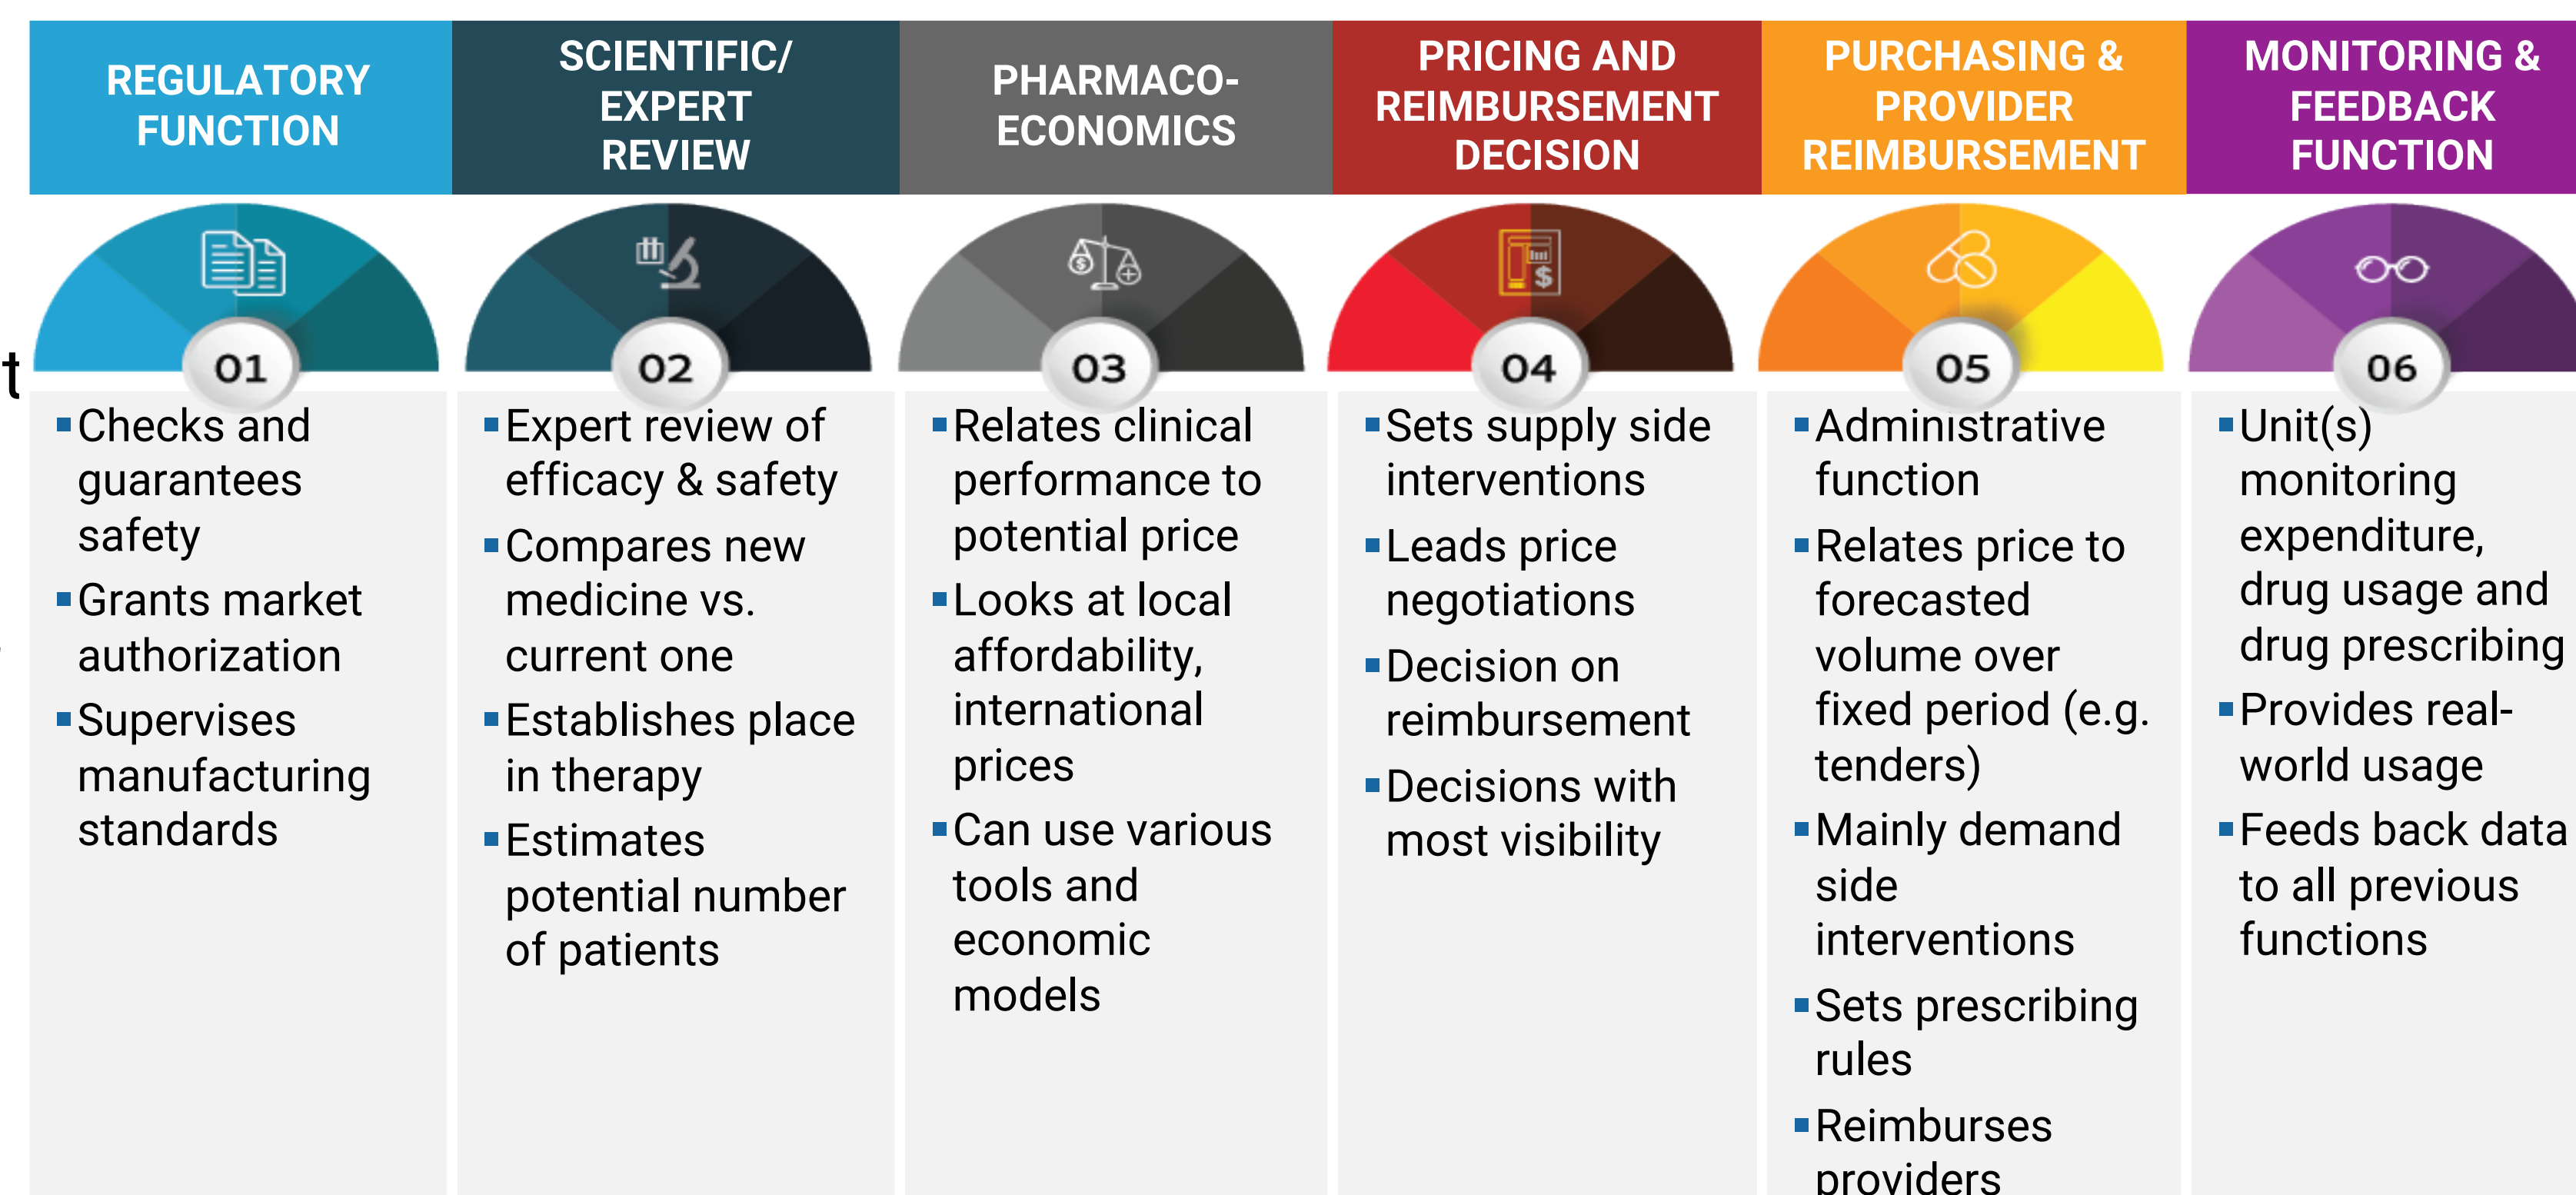 REGULATORY
FUNCTION
SCIENTIFIC/
EXPERT
REVIEW
PHARMACO-
ECONOMICS
PRICING AND
REIMBURSEMENT
DECISION
PURCHASING &
PROVIDER
REIMBURSEMENT
MONITORING &
FEEDBACK
FUNCTION
t
01
02
03
04
05
06
▪Checks and
guarantees
safety
▪Grants market
authorization
▪Supervises
manufacturing
standards
▪Expert review of
efficacy & safety
▪Compares new
medicine vs.
current one
▪Establishes place
in therapy
▪Estimates
potential number
of patients
▪Relates clinical
performance to
potential price
▪Looks at local
affordability,
international
prices
▪Can use various
tools and
economic
models
▪Sets supply side
interventions
▪Leads price
negotiations
▪Decision on
reimbursement
▪Decisions with
most visibility
▪Administrative
function
▪Relates price to
forecasted
volume over
fixed period (e.g.
tenders)
▪Mainly demand
side
interventions
▪Sets prescribing
rules
▪Reimburses
providers
▪Unit(s)
monitoring
expenditure,
drug usage and
drug prescribing
▪Provides real-
world usage
▪Feeds back data
to all previous
functions